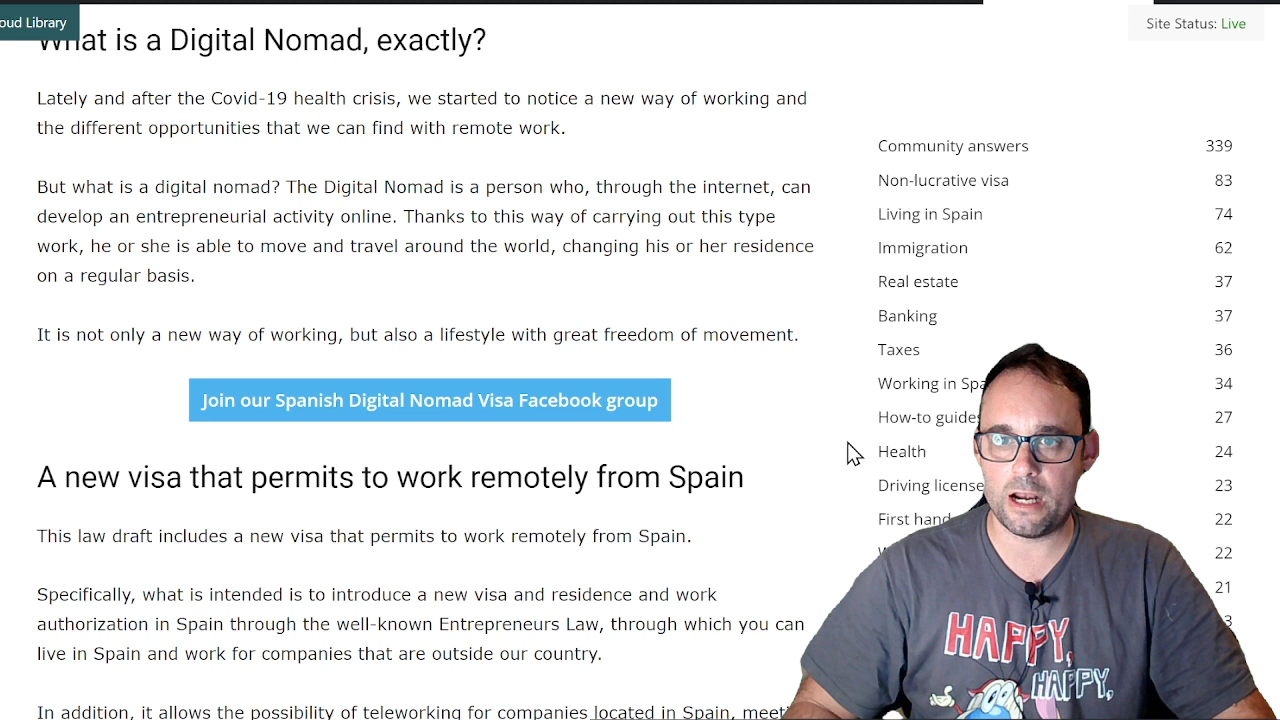 oud Library
Site Status: Live
What is a Digital Nomad, exactly?
Lately and after the Covid-19 health crisis, we started to notice a new way of working and
the different opportunities that we can find with remote work.
But what is a digital nomad? The Digital Nomad is a person who, through the internet, can
develop an entrepreneurial activity online. Thanks to this way of carrying out this type
work, he or she is able to move and travel around the world, changing his or her residence
on a regular basis.
It is not only a new way of working, but also a lifestyle with great freedom of movement.
Join our Spanish Digital Nomad Visa Facebook group
A new visa that permits to work remotely from Spain
This law draft includes a new visa that permits to work remotely from Spain.
Specifically, what is intended is to introduce a new visa and residence and work
authorization in Spain through the well-known Entrepreneurs Law, through which you can
live in Spain and work for companies that are outside our country.
In addition, it allows the possibility of teleworking for companies located in Spain,
Community answers 339
Non-lucrative visa 83
Living in Spain 74
Immigration 62
Real estate 37
Banking 37
Taxes 36
Working in Spa 34
How-to guides 27
Health 24
Driving license 23
First hand 22
22
21
3
HAPPY,
HAPPY,